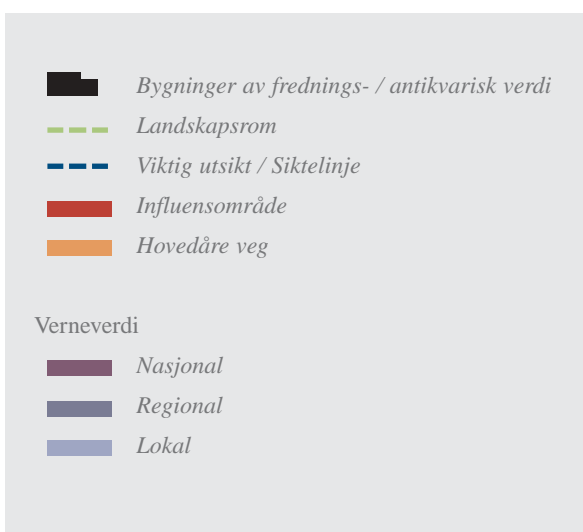 Bygninger av frednings- / antikvarisk verdi
Landskapsrom
Viktig utsikt / Siktelinje
Influensområde
Hovedåre veg
Verneverdi
Nasjonal
Regional
Lokal